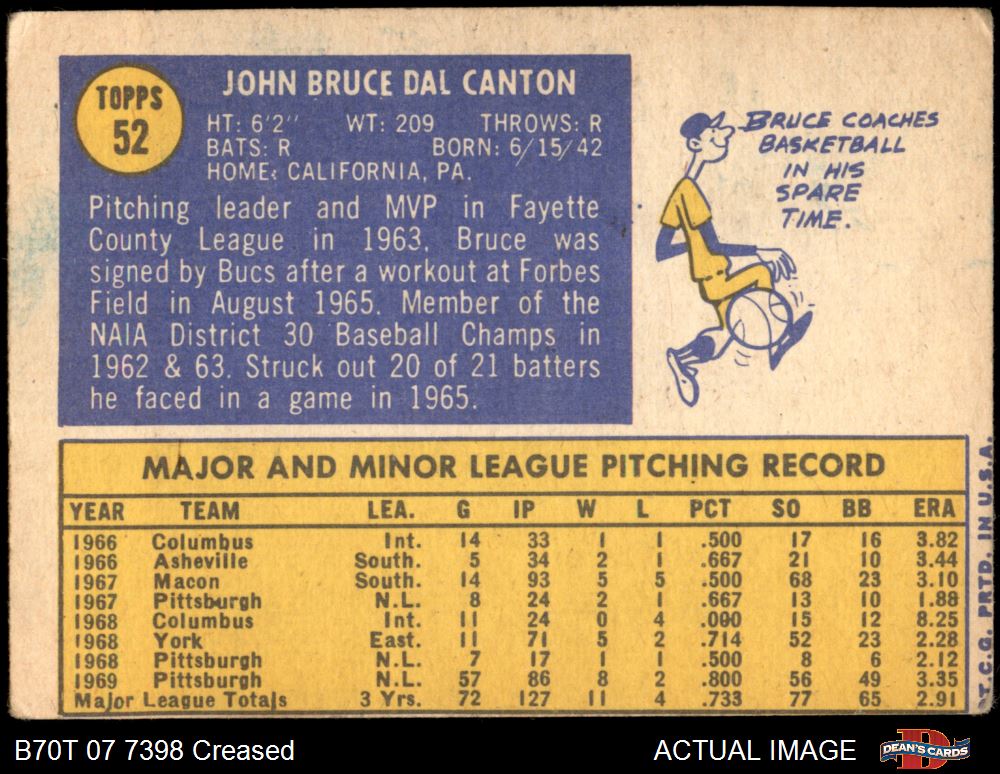 TOPPS
52
JOHN BRUCE DAL CANTON
HT: 6'2" WT: 209 THROWS: R
BATS: R BORN: 6/15/42
HOME: CALIFORNIA, PA.
Pitching leader and MVP in Fayette
County League in 1963, Bruce was
signed by Bucs after a workout at Forbes
Field in August 1965. Member of the
NAIA District 30 Baseball Champs in
1962 & 63. Struck out 20 of 21 batters
he faced in a game in 1965.
BRUCE COACHES
BASKETBALL
IN HIS
SPARE
TIME.
MAJOR AND MINOR LEAGUE PITCHING RECORD
YEAR TEAM LEA. G IP W L PCT SO BB ERA
1966 Columbus Int. 14 33 1 1 .500 17 16 3.82
1966 Asheville South. 5 34 2 1 .667 21 10 3.44
1967 Macon South. 14 93 5 5 .500 68 23 3.10
1967 Pittsburgh N.L. 8 24 2 1 .667 13 10 1.88
1968 Columbus Int. 11 24 0 4 .000 15 12 8.25
1968 York East. 11 71 5 2 .714 52 23 2.28
1968 Pittsburgh N.L. 7 17 1 1 .500 8 6 2.12
1969 Pittsburgh N.L. 57 86 8 2 .800 56 49 3.35
Major League Totals 3 Yrs. 72 127 11 4 .733 77 65 2.91
T.C.G. PRTD. IN U.S.A.
B70T 07 7398 Creased ACTUAL IMAGE
DEAN'S CARDS